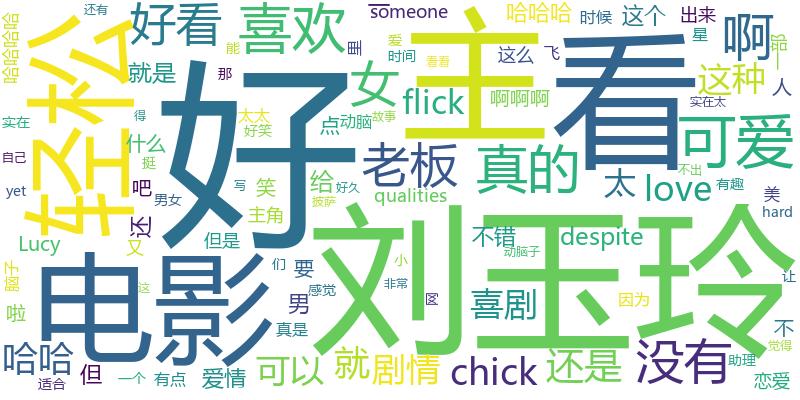 还有
someone
哈哈哈
时候
这个
出来
好看
喜欢
哈哈哈哈
爱
星
啊
轻松
里
时间
这么
飞
部
一
就是
能
那
主
看
看看
女
这种
人
好
flick
啊啊啊
实在太
实在
得
太太
点
动脑
故事
可爱
什么
好笑
老板
真的
自己
挺
吧
笑
给
太
love
有趣
不出
美
yet
男女
写
好久
qualities
还
主角
披萨
hard
刘玉玲
Lucy
又
但是
不错
despite
动脑子
电影
脑子
们
要
小
让
这
感觉
非常
网
喜剧
因为
啦
男
真是
不
哈哈
但
可以
就
剧情
chick
还是
没有
觉得
助理
适合
一个
有点
爱情
恋爱